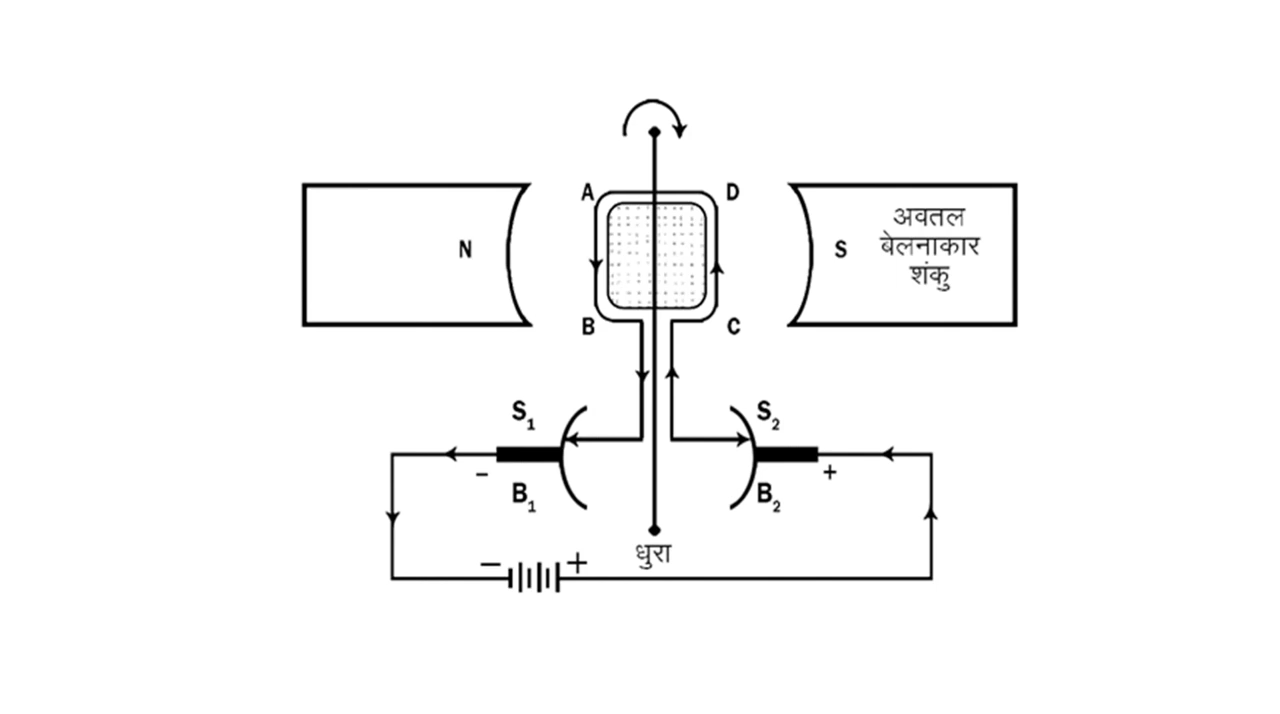 A D
N S
अवतल
बेलनाकार
शंकु
B C
S₁ S₂
− +
B₁ B₂
धुरा
− +